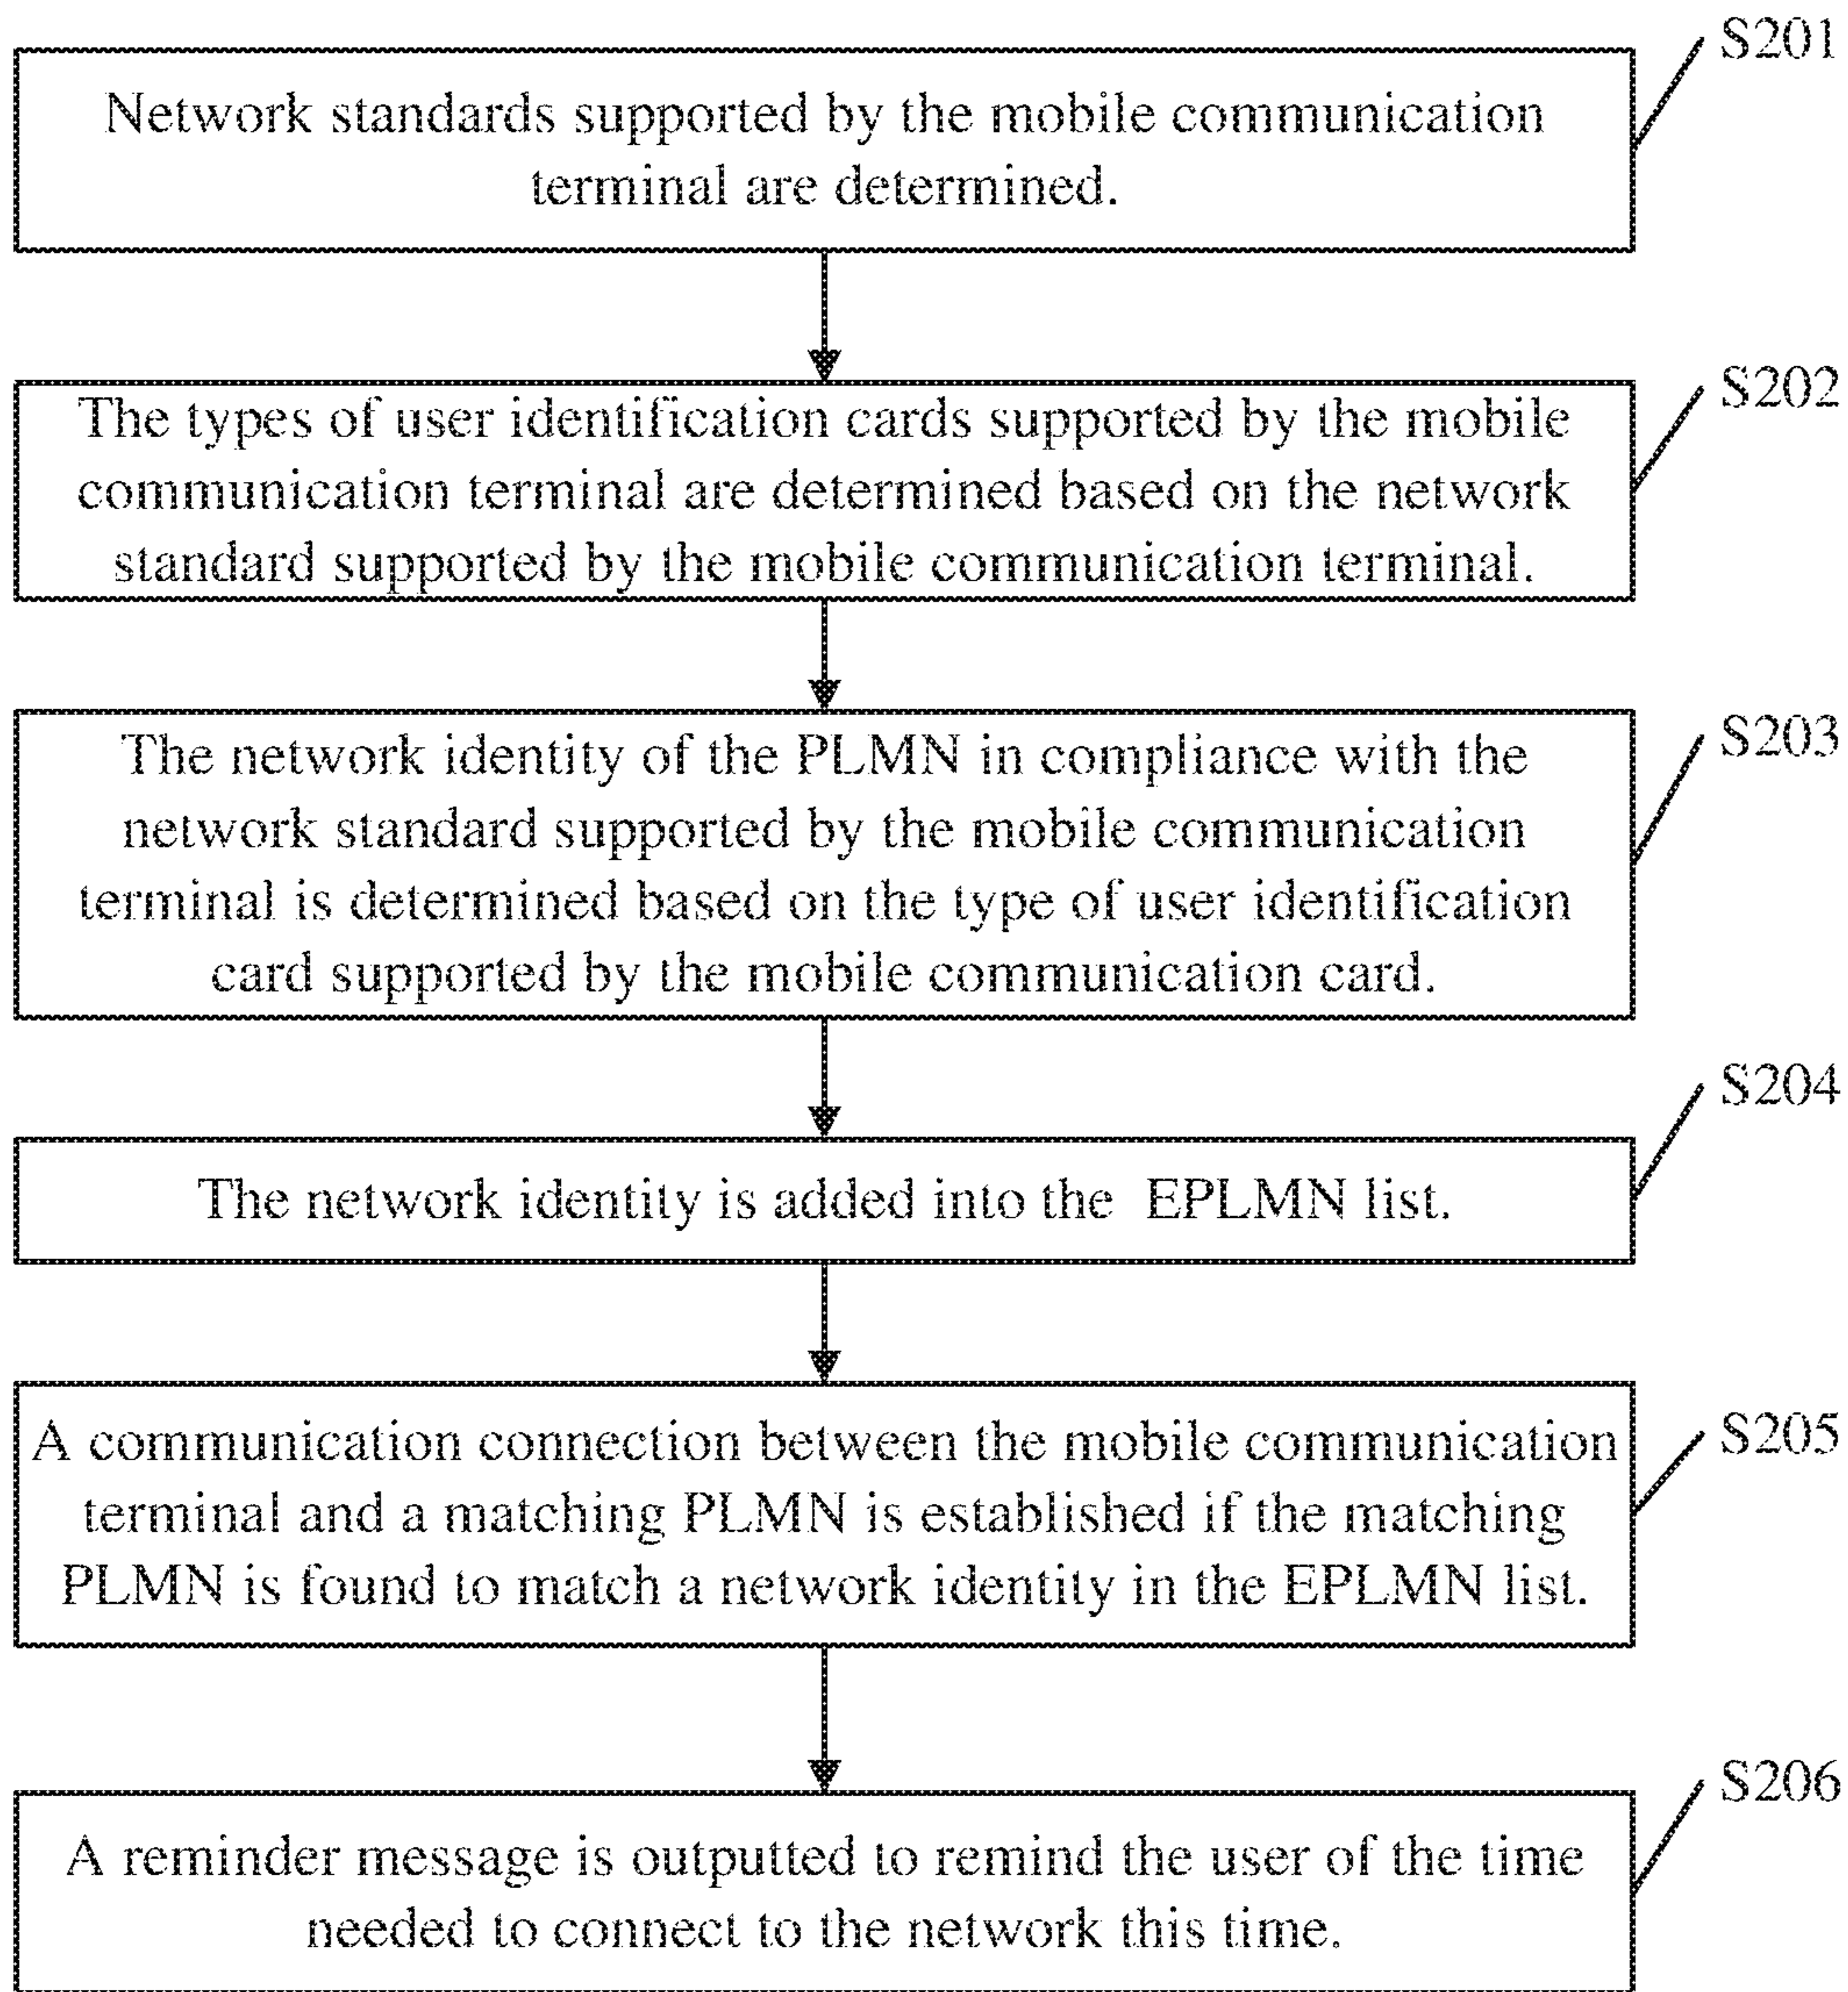 S201
Network standards supported by the mobile communication
terminal are determined.
S202
The types of user identification cards supported by the mobile
communication terminal are determined based on the network
standard supported by the mobile communication terminal.
S203
The network identity of the PLMN in compliance with the
network standard supported by the mobile communication
terminal is determined based on the type of user identification
card supported by the mobile communication card.
S204
The network identity is added into the EPLMN list.
S205
A communication connection between the mobile communication
terminal and a matching PLMN is established if the matching
PLMN is found to match a network identity in the EPLMN list.
S206
A reminder message is outputted to remind the user of the time
needed to connect to the network this time.